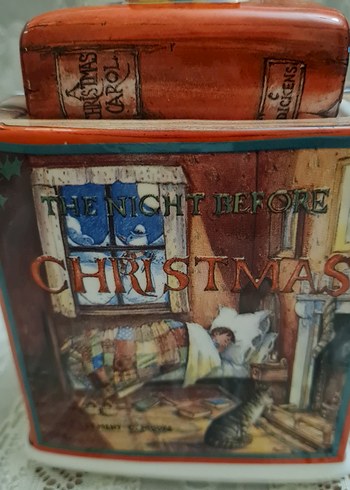 A
CHRISTMAS
CAROL
C
DICKENS
THE NIGHT BEFORE
CHRISTMAS